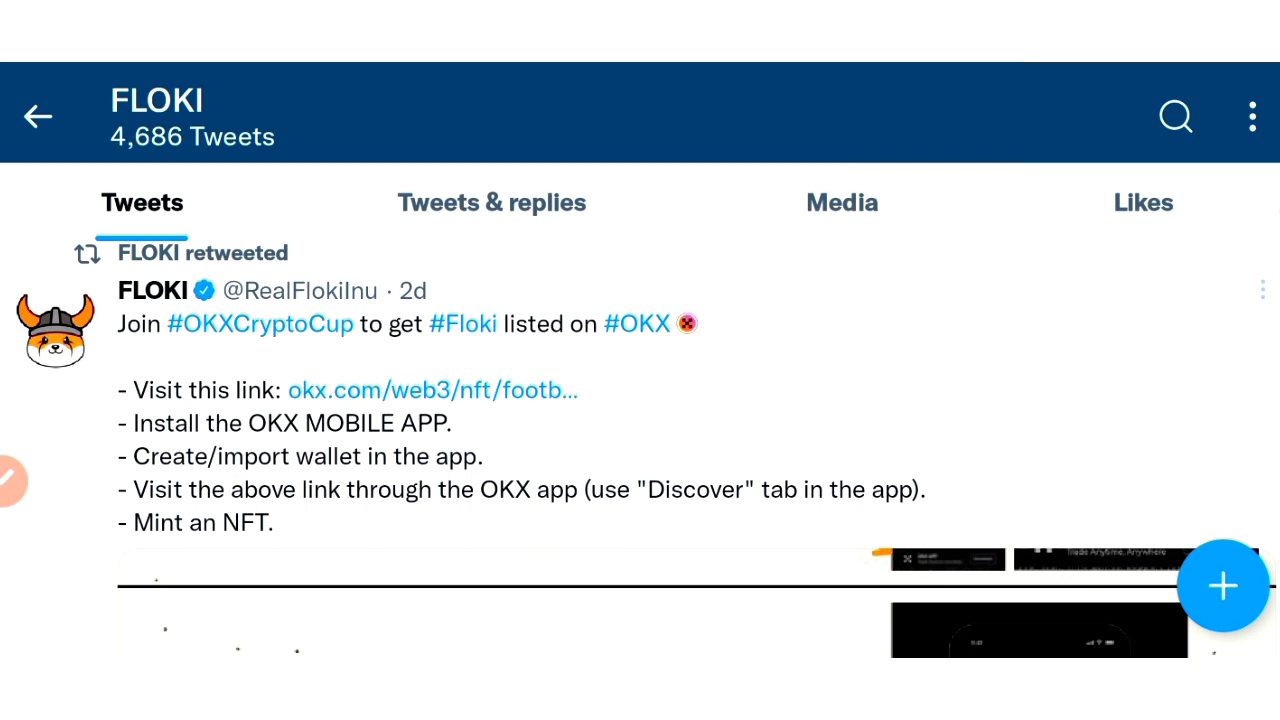 FLOKI
4,686 Tweets
Tweets
Tweets & replies
Media
Likes
FLOKI retweeted
FLOKI @RealFlokiInu · 2d
Join #OKXCryptoCup to get #Floki listed on #OKX
- Visit this link: okx.com/web3/nft/footb...
- Install the OKX MOBILE APP.
- Create/import wallet in the app.
- Visit the above link through the OKX app (use "Discover" tab in the app).
- Mint an NFT.
Trade Anytime, Anywhere